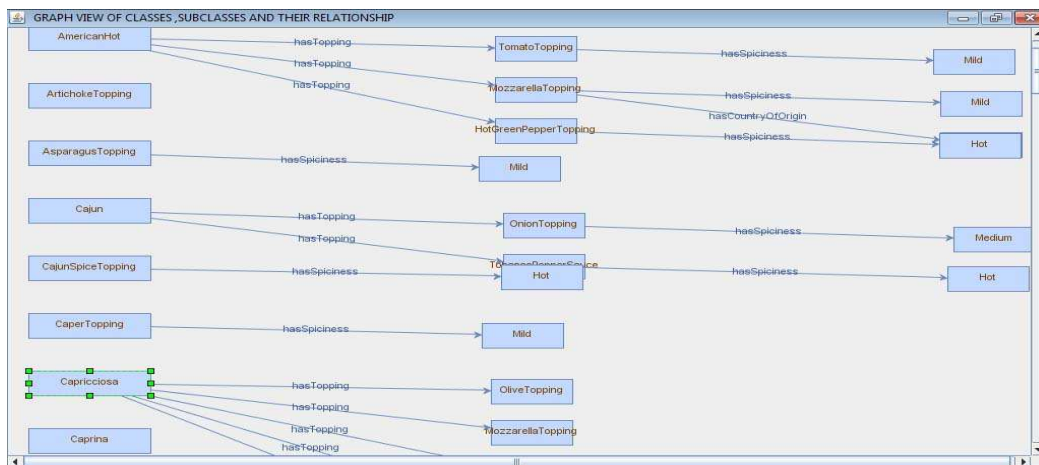 GRAPH VIEW OF CLASSES ,SUBCLASSES AND THEIR RELATIONSHIP
AmericanHot
hasTopping
TomatoTopping
hasSpiciness
Mild
hasTopping
hasTopping
MozzarellaTopping
hasSpiciness
Mild
ArtichokeTopping
hasCountryOfOrigin
HotGreenPepperTopping
hasSpiciness
Hot
AsparagusTopping
hasSpiciness
Mild
Cajun
hasTopping
OnionTopping
hasSpiciness
Medium
hasTopping
CajunSpiceTopping
hasSpiciness
Hot
hasSpiciness
Hot
CaperTopping
hasSpiciness
Mild
Capricciosa
hasTopping
OliveTopping
hasTopping
MozzarellaTopping
Caprina
hasTopping
hasTopping